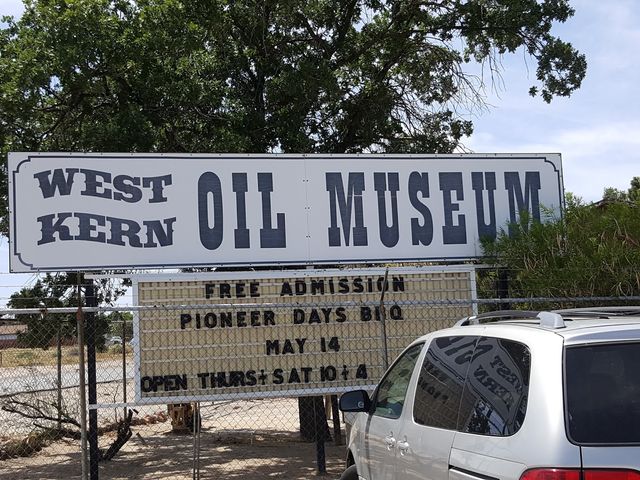 WEST KERN OIL MUSEUM
FREE ADMISSION
PIONEER DAYS BBQ
MAY 14
OPEN THURS + SAT 10 + 4